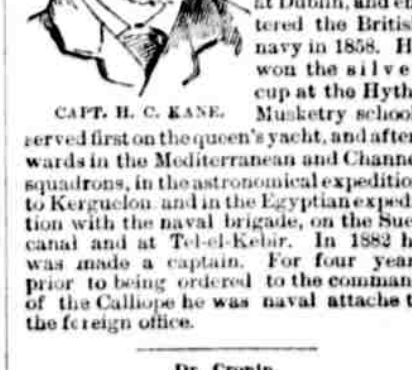 at Dublin, and en
tered the Britis
navy in 1858. H
won the silve
cup at the Hyth
CAPT. H. C. KANE. Musketry school
served first on the queen's yacht, and after
wards in the Mediterranean and Channe
squadrons, in the astronomical expeditio
to Kerguelon and in the Egyptian exped
tion with the naval brigade, on the Sue
canal and at Tel-el-Kebir. In 1882 h
was made a captain. For four year
prior to being ordered to the comman
of the Calliope he was naval attache t
the foreign office.
Dr. Cronin